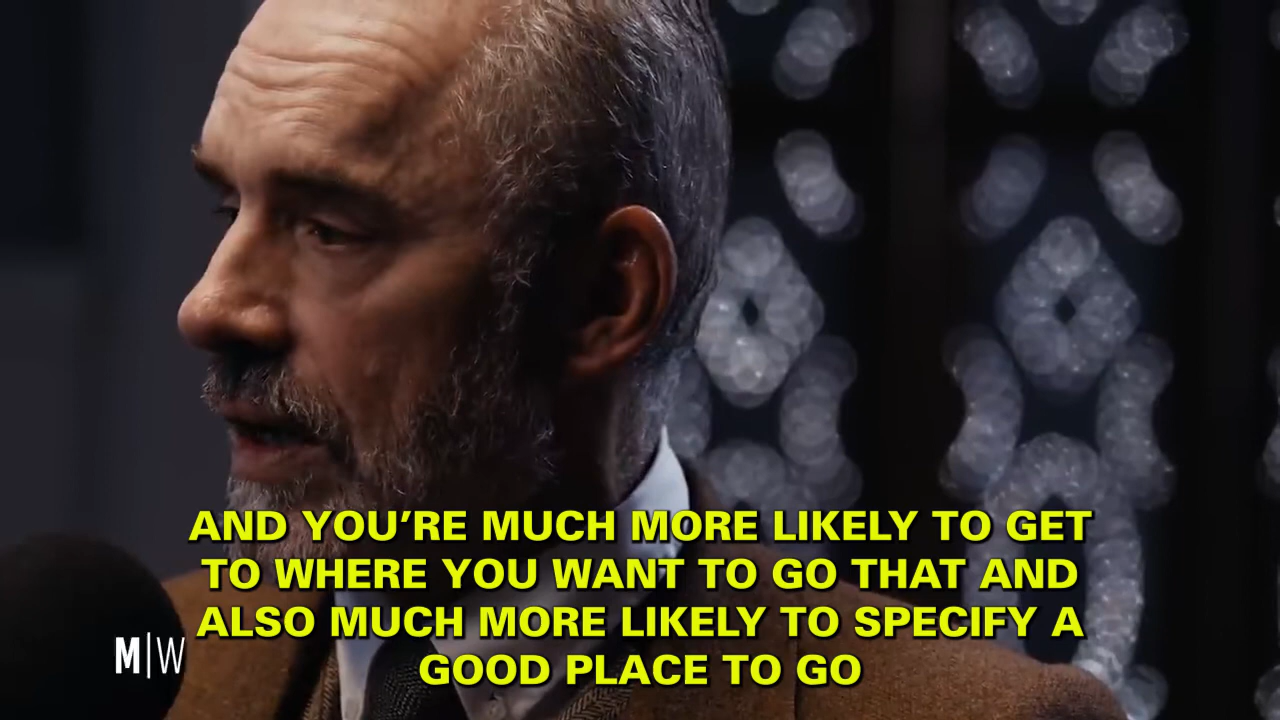 AND YOU'RE MUCH MORE LIKELY TO GET
TO WHERE YOU WANT TO GO THAT AND
ALSO MUCH MORE LIKELY TO SPECIFY A
GOOD PLACE TO GO
M|W